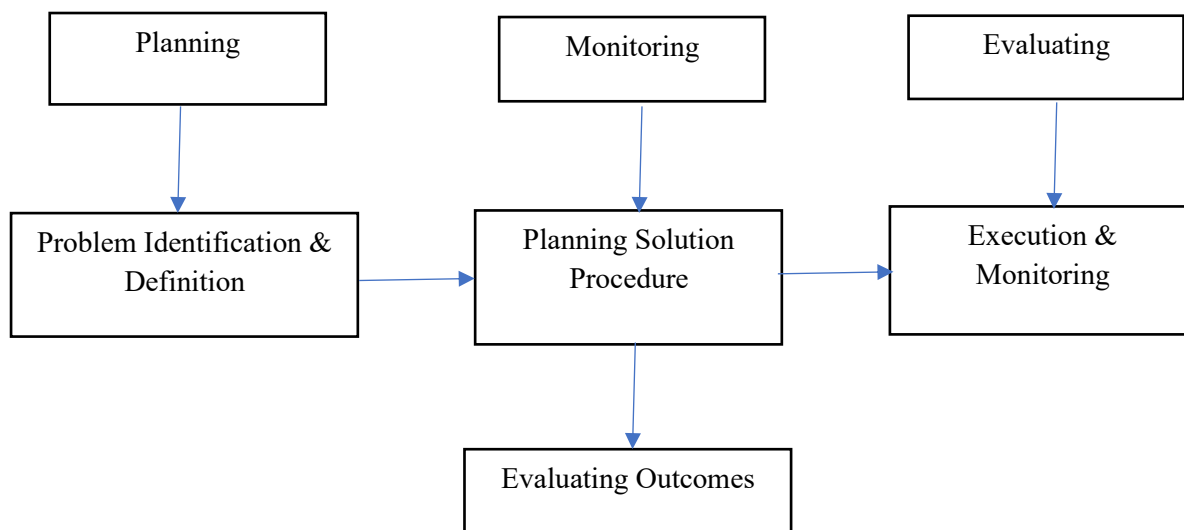 Planning
Monitoring
Evaluating
Problem Identification &
Definition
Planning Solution
Procedure
Execution &
Monitoring
Evaluating Outcomes